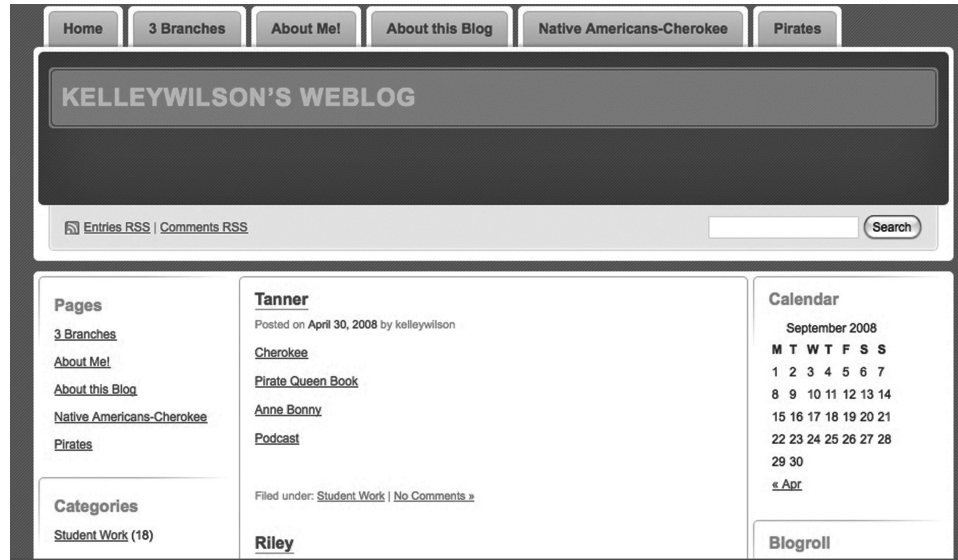 Home 3 Branches About Me! About this Blog Native Americans-Cherokee Pirates
KELLEYWILSON'S WEBLOG
Entries RSS | Comments RSS
Search
Pages
3 Branches
About Me!
About this Blog
Native Americans-Cherokee
Pirates
Categories
Student Work (18)
Tanner
Posted on April 30, 2008 by kelleywilson
Cherokee
Pirate Queen Book
Anne Bonny
Podcast
Filed under: Student Work | No Comments »
Riley
Calendar
September 2008
M T W T F S S
1 2 3 4 5 6 7
8 9 10 11 12 13 14
15 16 17 18 19 20 21
22 23 24 25 26 27 28
29 30
« Apr
Blogroll